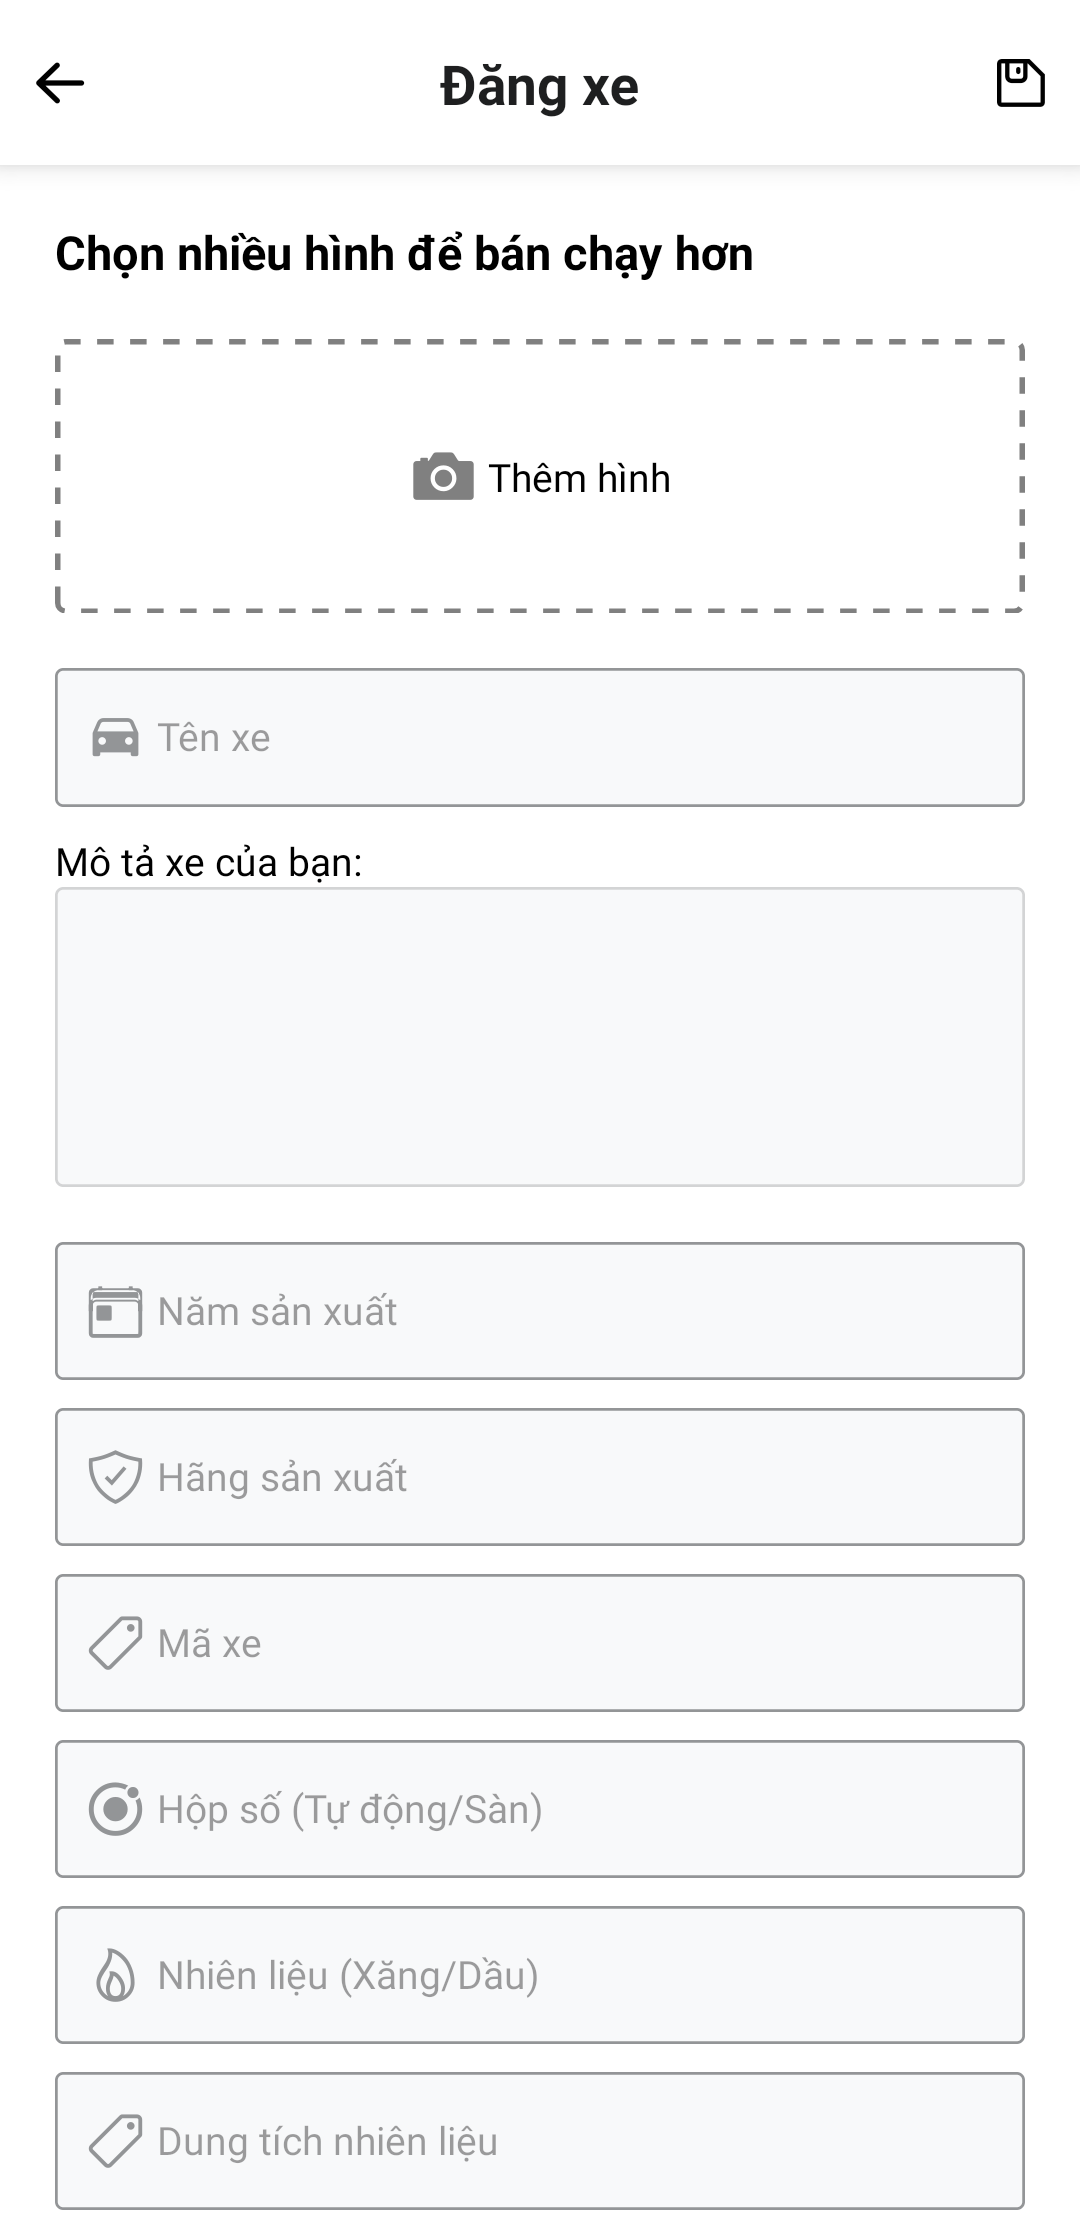 Đăng xe
Chọn nhiều hình để bán chạy hơn
Thêm hình
Tên xe
Mô tả xe của bạn:
Năm sản xuất
Hãng sản xuất
Mã xe
Hộp số (Tự động/Sàn)
Nhiên liệu (Xăng/Dầu)
Dung tích nhiên liệu